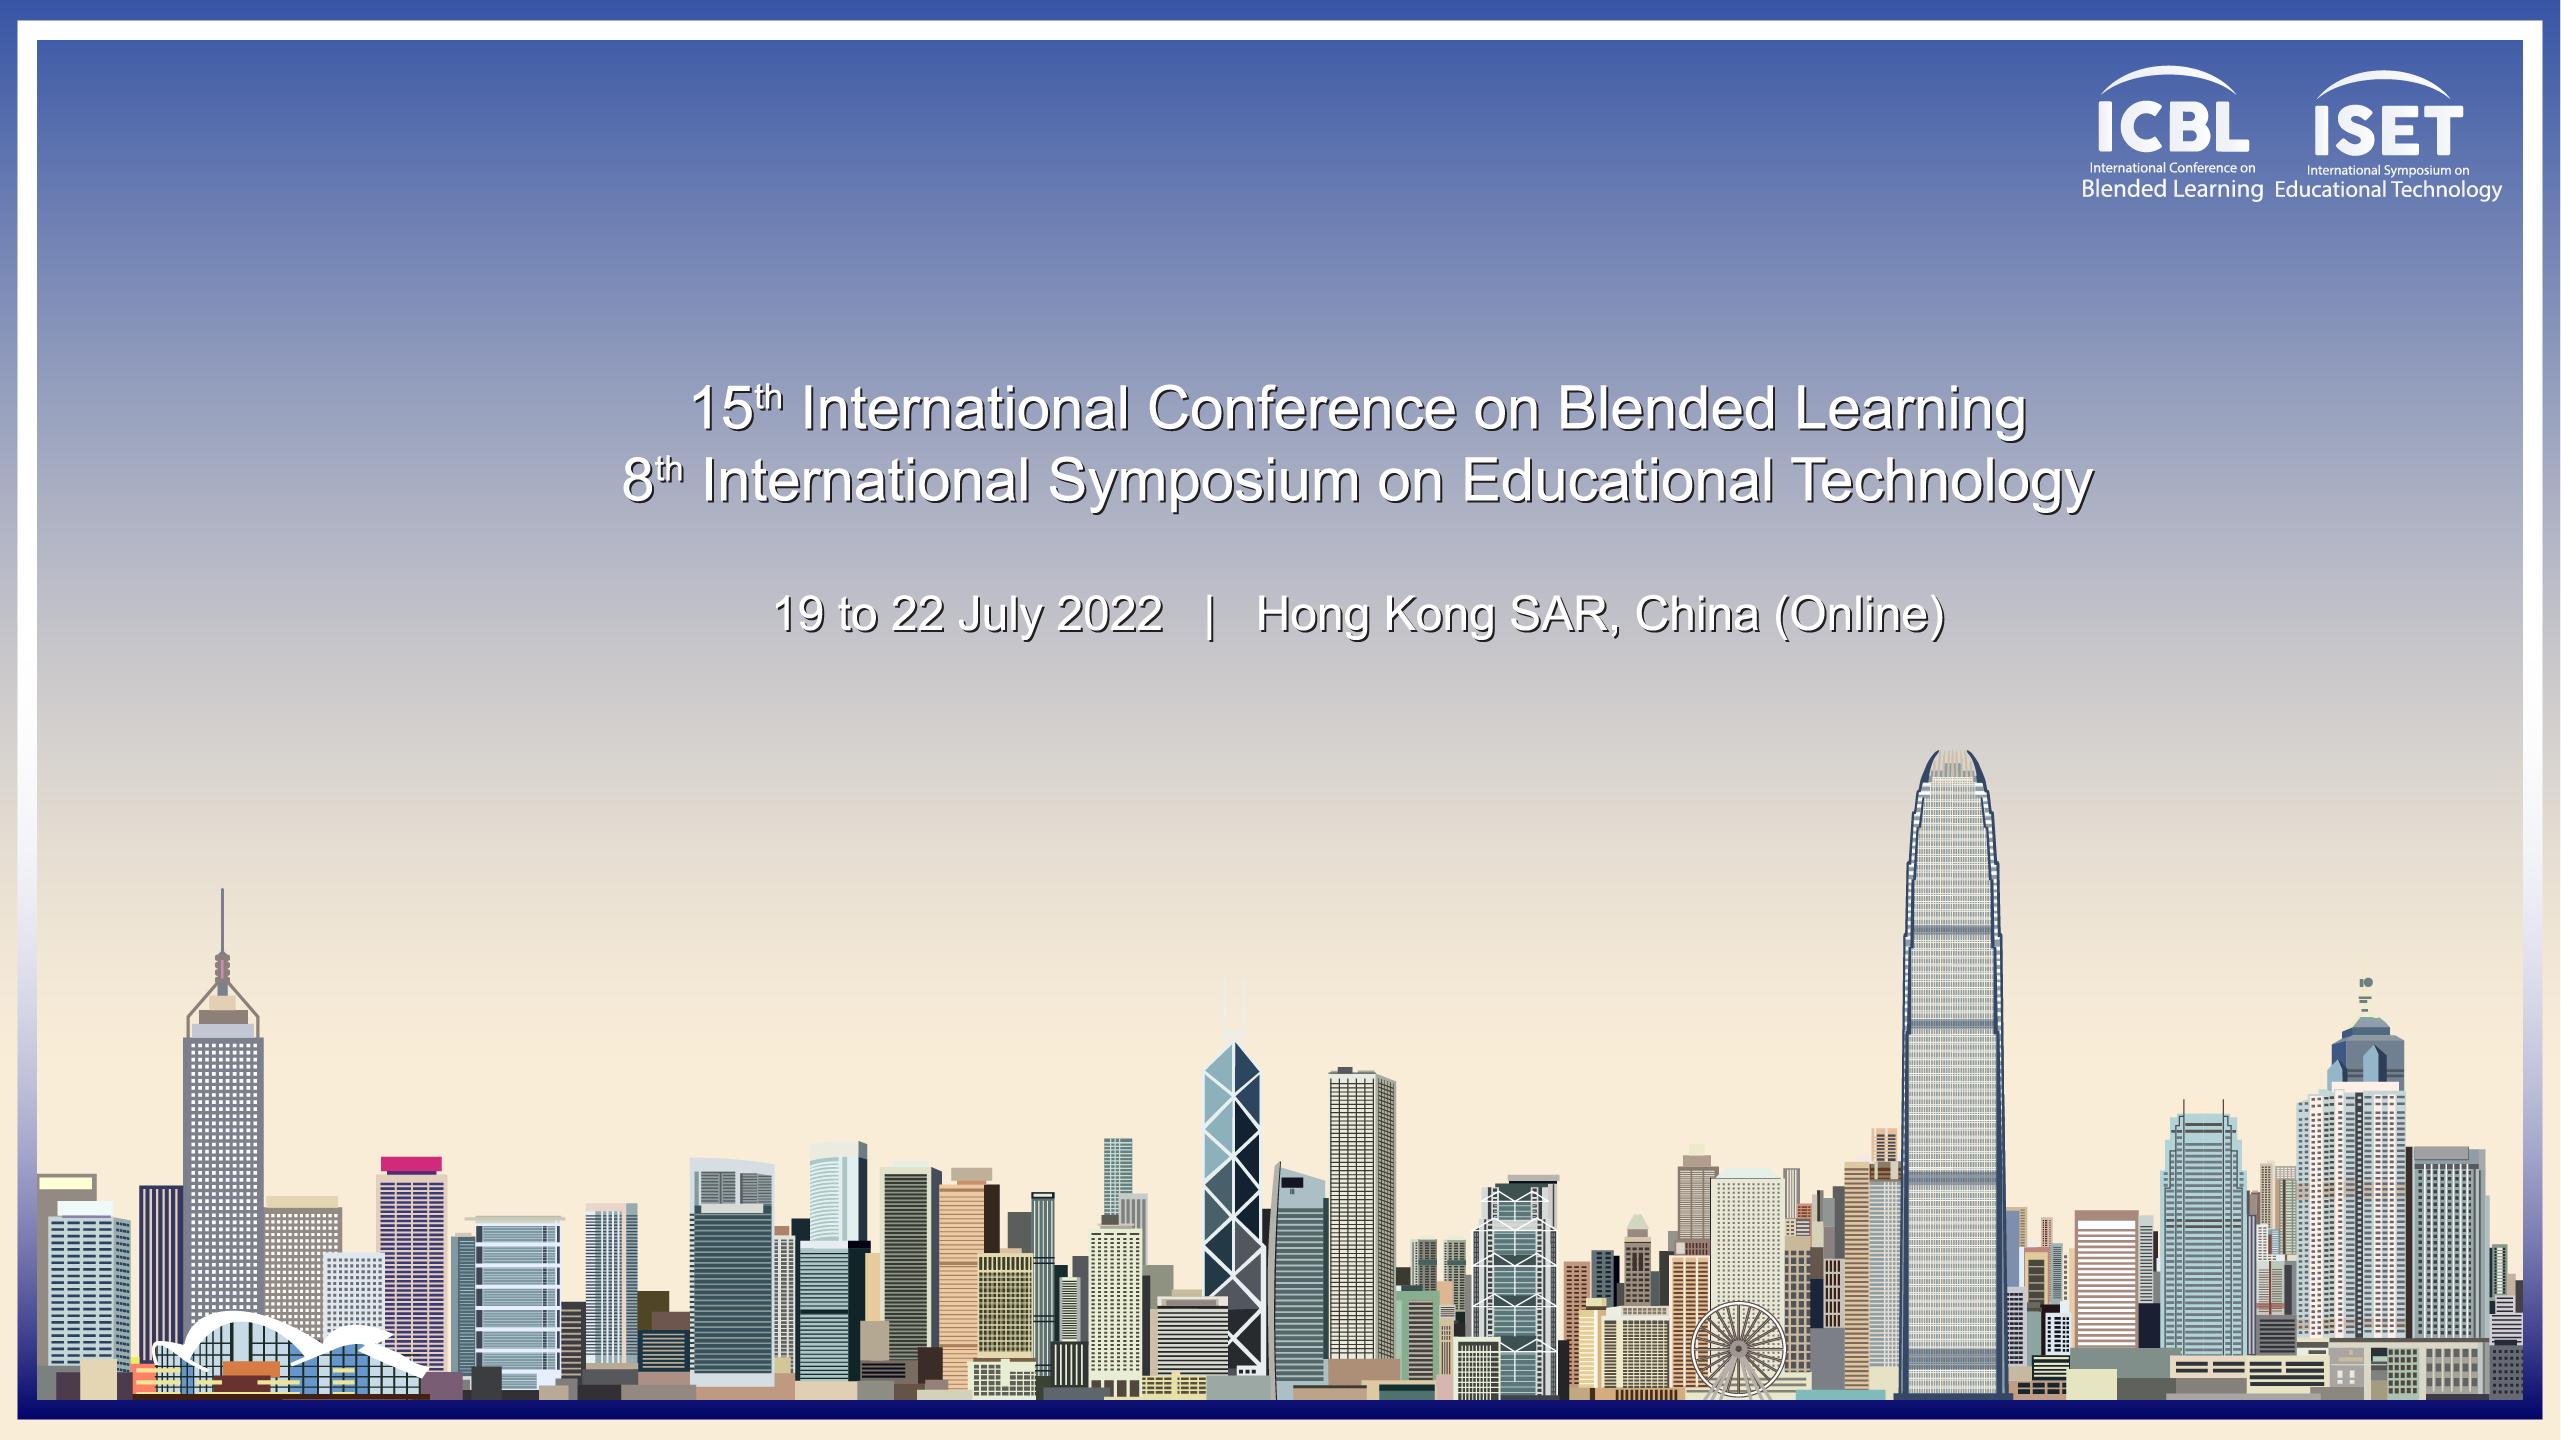 ICBL
International Conference on
Blended Learning
ISET
International Symposium on
Educational Technology
15th International Conference on Blended Learning
8th International Symposium on Educational Technology
19 to 22 July 2022 | Hong Kong SAR, China (Online)